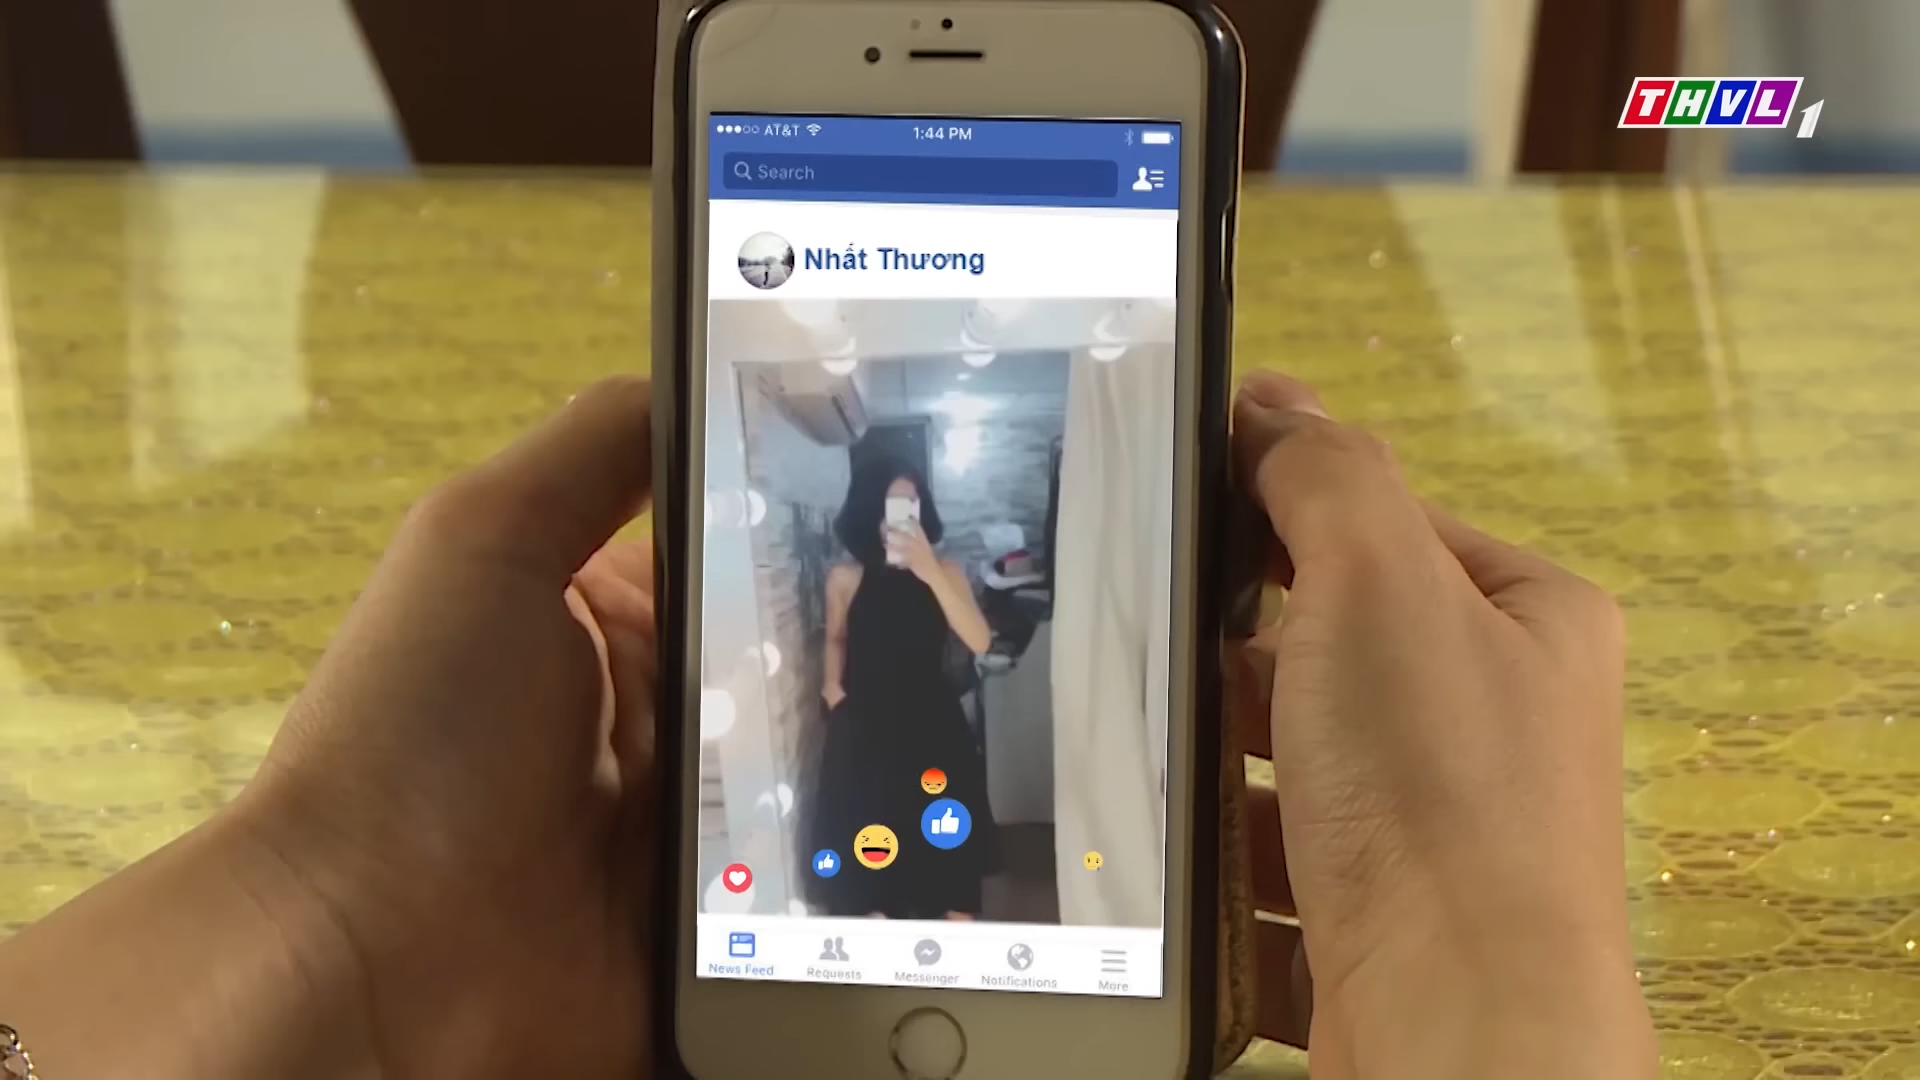 THVL1
AT&T 1:44 PM
Search
Nhất Thương
News Feed Requests Messenger Notifications More